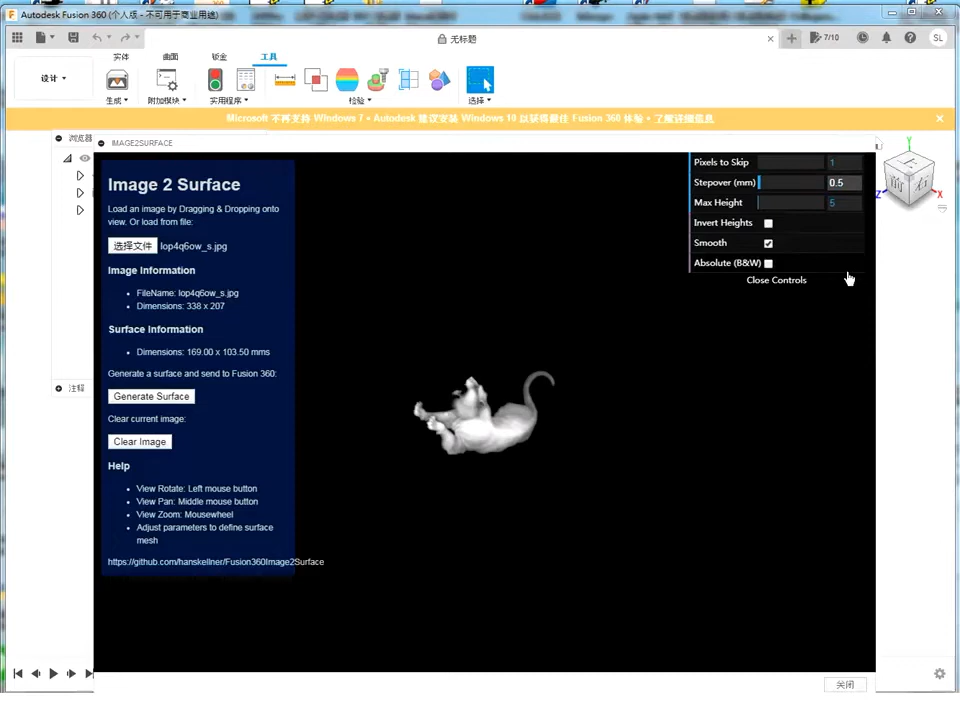 Autodesk Fusion 360 (个人版 - 不可用于商业用途)
无标题
7/10
SL
实体
曲面
钣金
工具
设计
生成
附加模块
实用程序
检验
选择
Microsoft 不再支持 Windows 7 • Autodesk 建议安装 Windows 10 以获得最佳 Fusion 360 体验 • 了解详细信息
浏览器
IMAGE2SURFACE
Image 2 Surface
Load an image by Dragging & Dropping onto
view. Or load from file:
选择文件 lop4q6ow_s.jpg
Image Information
FileName: lop4q6ow_s.jpg
Dimensions: 338 x 207
Surface Information
Dimensions: 169.00 x 103.50 mms
Generate a surface and send to Fusion 360:
Generate Surface
Clear current image:
Clear Image
Help
View Rotate: Left mouse button
View Pan: Middle mouse button
View Zoom: Mousewheel
Adjust parameters to define surface
mesh
https://github.com/hanskellner/Fusion360Image2Surface
Pixels to Skip 1
Stepover (mm) 0.5
Max Height 5
Invert Heights
Smooth
Absolute (B&W)
Close Controls
注释
Y
Z
X
上
前
右
关闭